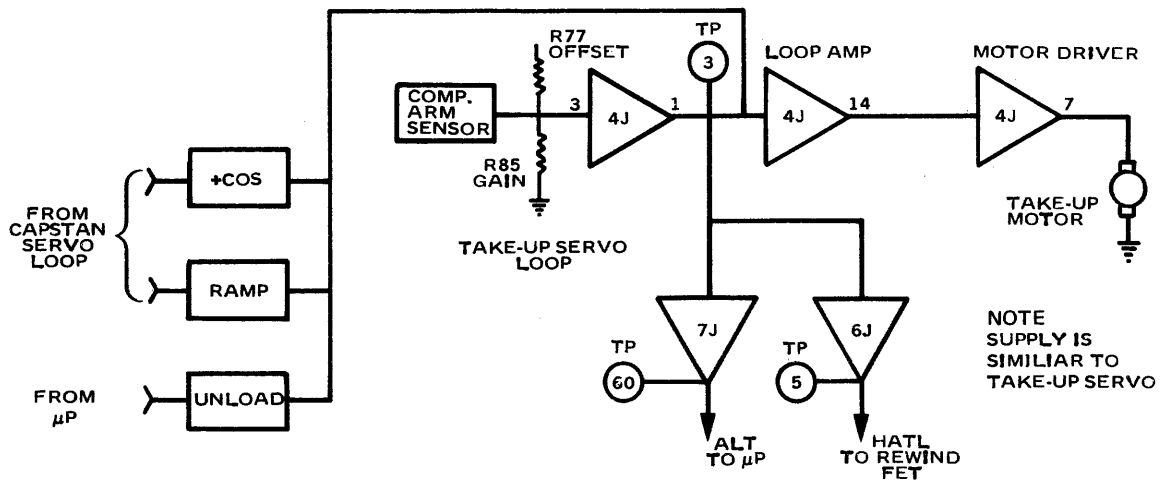 R77
OFFSET
TP
3
LOOP AMP
MOTOR DRIVER
COMP.
ARM
SENSOR
3
4J
1
4J
14
4J
7
R85
GAIN
+COS
FROM
CAPSTAN
SERVO
LOOP
TAKE-UP
MOTOR
TAKE-UP SERVO
LOOP
RAMP
7J
6J
NOTE
SUPPLY IS
SIMILIAR TO
TAKE-UP SERVO
TP
60
TP
5
FROM
μP
UNLOAD
ALT
TO μP
HATL
TO REWIND
FET